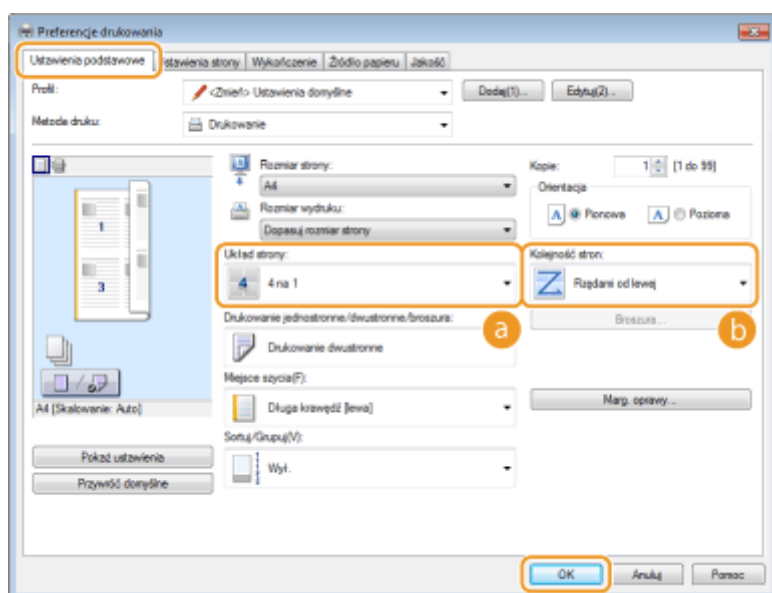 Preferencje drukowania
Ustawienia podstawowe Ustawienia strony Wykończenie Źródło papieru Jakość
Profil: <Zmień> Ustawienia domyślne Dodaj(1)... Edytuj(2)...
Metoda druku: Drukowanie
Rozmiar strony:
A4
Kopie: 1 [1 do 99]
Rozmiar wydruku:
Dopasuj rozmiar strony
Orientacja
A Pionowa A Pozioma
1
3
Układ strony:
4 4 na 1
a
Kolejność stron:
Rzędami od lewej
b
Drukowanie jednostronne/dwustronne/broszura:
Drukowanie dwustronne
Broszura...
Miejsce szycia(F):
Długa krawędź [lewa]
Marg. oprawy...
A4 [Skalowanie: Auto]
Sortuj/Grupuj(V):
Wył.
Pokaż ustawienia
Przywróć domyślne
OK Anuluj Pomoc